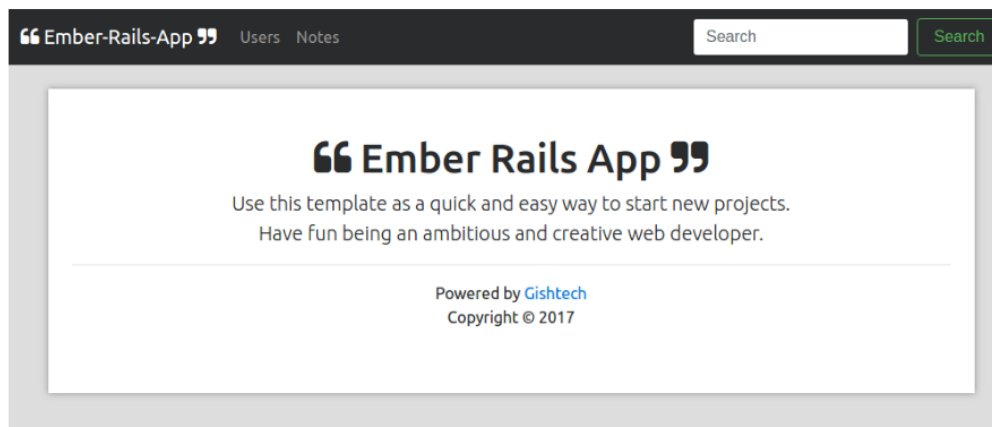 ❝ Ember-Rails-App ❞ Users Notes Search Search
❝ Ember Rails App ❞
Use this template as a quick and easy way to start new projects.
Have fun being an ambitious and creative web developer.
Powered by Gishtech
Copyright © 2017